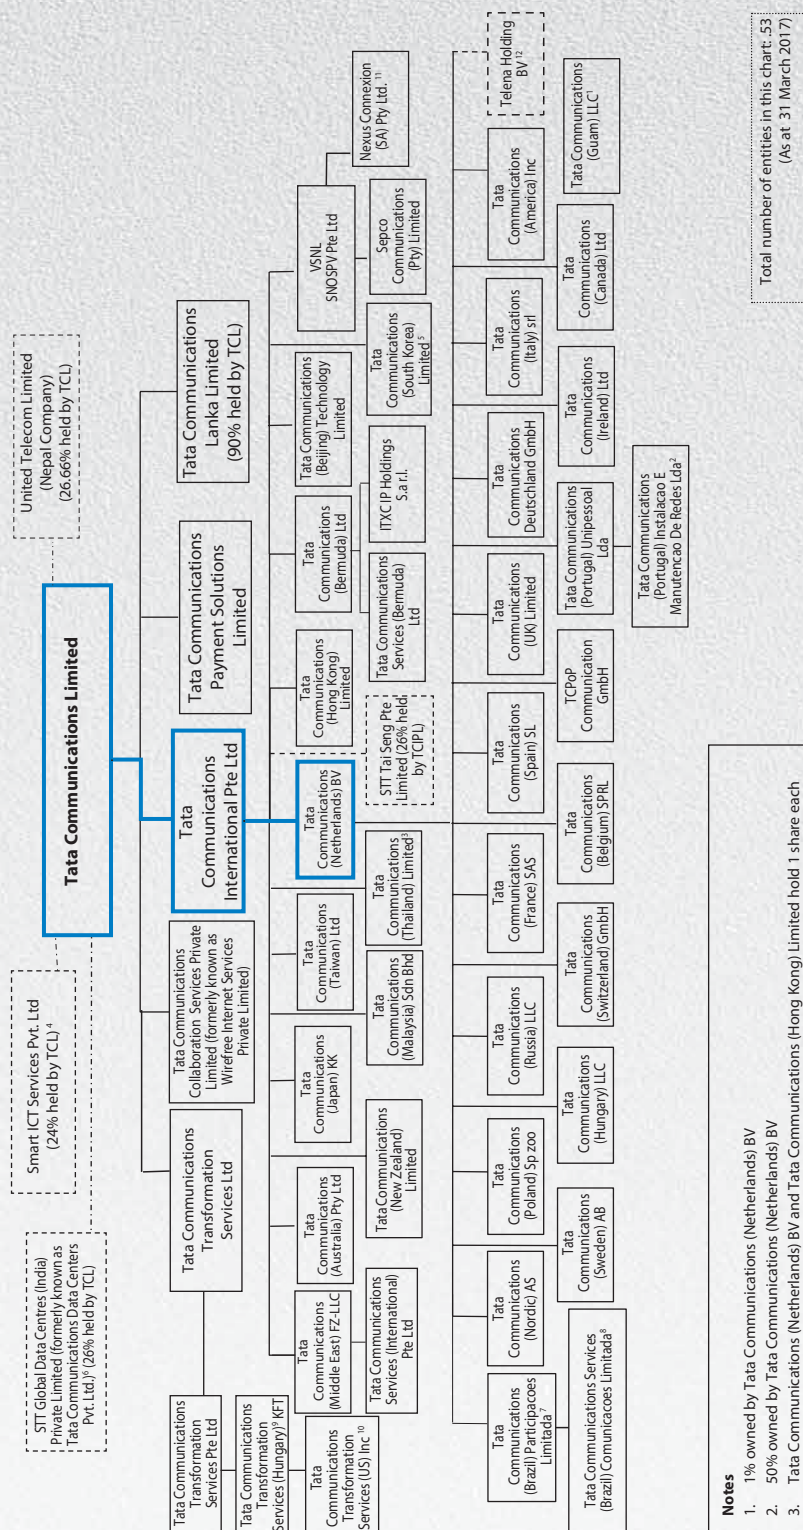 Tata Communications Limited
STT Global Data Centres (India)
Private Limited (formerly known as
Tata Communications Data Centers
Pvt. Ltd.)⁶ (26% held by TCL)
Smart ICT Services Pvt. Ltd
(24% held by TCL)⁴
United Telecom Limited
(Nepal Company)
(26.66% held by TCL)
Tata Communications
Transformation
Services Ltd
Tata Communications
Collaboration Services Private
Limited (formerly known as
Wirefree Internet Services
Private Limited)
Tata
Communications
International Pte Ltd
Tata Communications
Payment Solutions
Limited
Tata Communications
Lanka Limited
(90% held by TCL)
Tata Communications
Transformation
Services Pte Ltd
Tata Communications
Transformation
Services (Hungary)⁹ KFT
Tata
Communications
Transformation
Services (US) Inc ¹⁰
Tata
Communications
(Middle East) FZ-LLC
Tata Communications
Services (International)
Pte Ltd
Tata
Communications
(Australia) Pty Ltd
Tata Communications
(New Zealand)
Limited
Tata
Communications
(Japan) KK
Tata
Communications
(Malaysia) Sdn Bhd
Tata
Communications
(Taiwan) Ltd
Tata
Communications
(Thailand) Limited³
Tata
Communications
(Netherlands) BV
STT Tai Seng Pte
Limited (26% held
by TCIPL)
Tata
Communications
(Hong Kong)
Limited
Tata
Communications
(Bermuda) Ltd
Tata Communications
Services (Bermuda)
Ltd
ITXC IP Holdings
S.a r.l.
Tata Communications
(Beijing) Technology
Limited
Tata
Communications
(South Korea)
Limited ⁵
VSNL
SNOSPV Pte Ltd
Sepco
Communications
(Pty) Limited
Nexus Connexion
(SA) Pty Ltd. ¹¹
Tata
Communications
(Brazil) Participacoes
Limitada ⁷
Tata Communications Services
(Brazil) Comunicacoes Limitada⁸
Tata
Communications
(Nordic) AS
Tata
Communications
(Sweden) AB
Tata
Communications
(Poland) Sp zoo
Tata
Communications
(Hungary) LLC
Tata
Communications
(Russia) LLC
Tata
Communications
(Switzerland) GmbH
Tata
Communications
(France) SAS
Tata
Communications
(Belgium) SPRL
Tata
Communications
(Spain) SL
TCPoP
Communication
GmbH
Tata
Communications
(UK) Limited
Tata Communications
(Portugal) Unipessoal
Lda
Tata Communications
(Portugal) Instalacao E
Manutencao De Redes Lda²
Tata
Communications
Deutschland GmbH
Tata
Communications
(Ireland) Ltd
Tata
Communications
(Italy) srl
Tata
Communications
(Canada) Ltd
Tata
Communications
(America) Inc
Tata Communications
(Guam) LLC¹
Telena Holding
BV¹²
Total number of entities in this chart: .53
(As at 31 March 2017)
Notes
1. 1% owned by Tata Communications (Netherlands) BV
2. 50% owned by Tata Communications (Netherlands) BV
3. Tata Communications (Netherlands) BV and Tata Communications (Hong Kong) Limited hold 1 share each